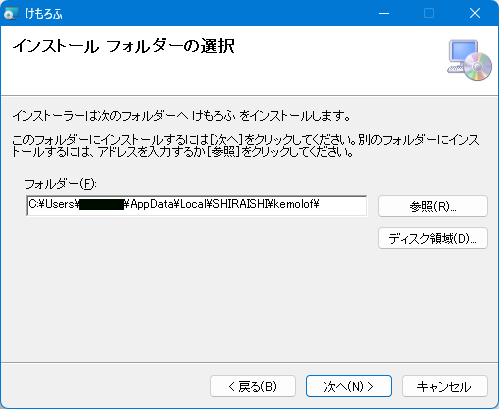 けもろふ
インストール フォルダーの選択
インストーラーは次のフォルダーへ けもろふ をインストールします。
このフォルダーにインストールするには[次へ]をクリックしてください。別のフォルダーにインス
トールするには、アドレスを入力するか[参照]をクリックしてください。
フォルダー(F):
C:¥Users¥ ¥AppData¥Local¥SHIRAISHI¥kemolof¥
参照(R)...
ディスク領域(D)...
< 戻る(B)
次へ(N) >
キャンセル